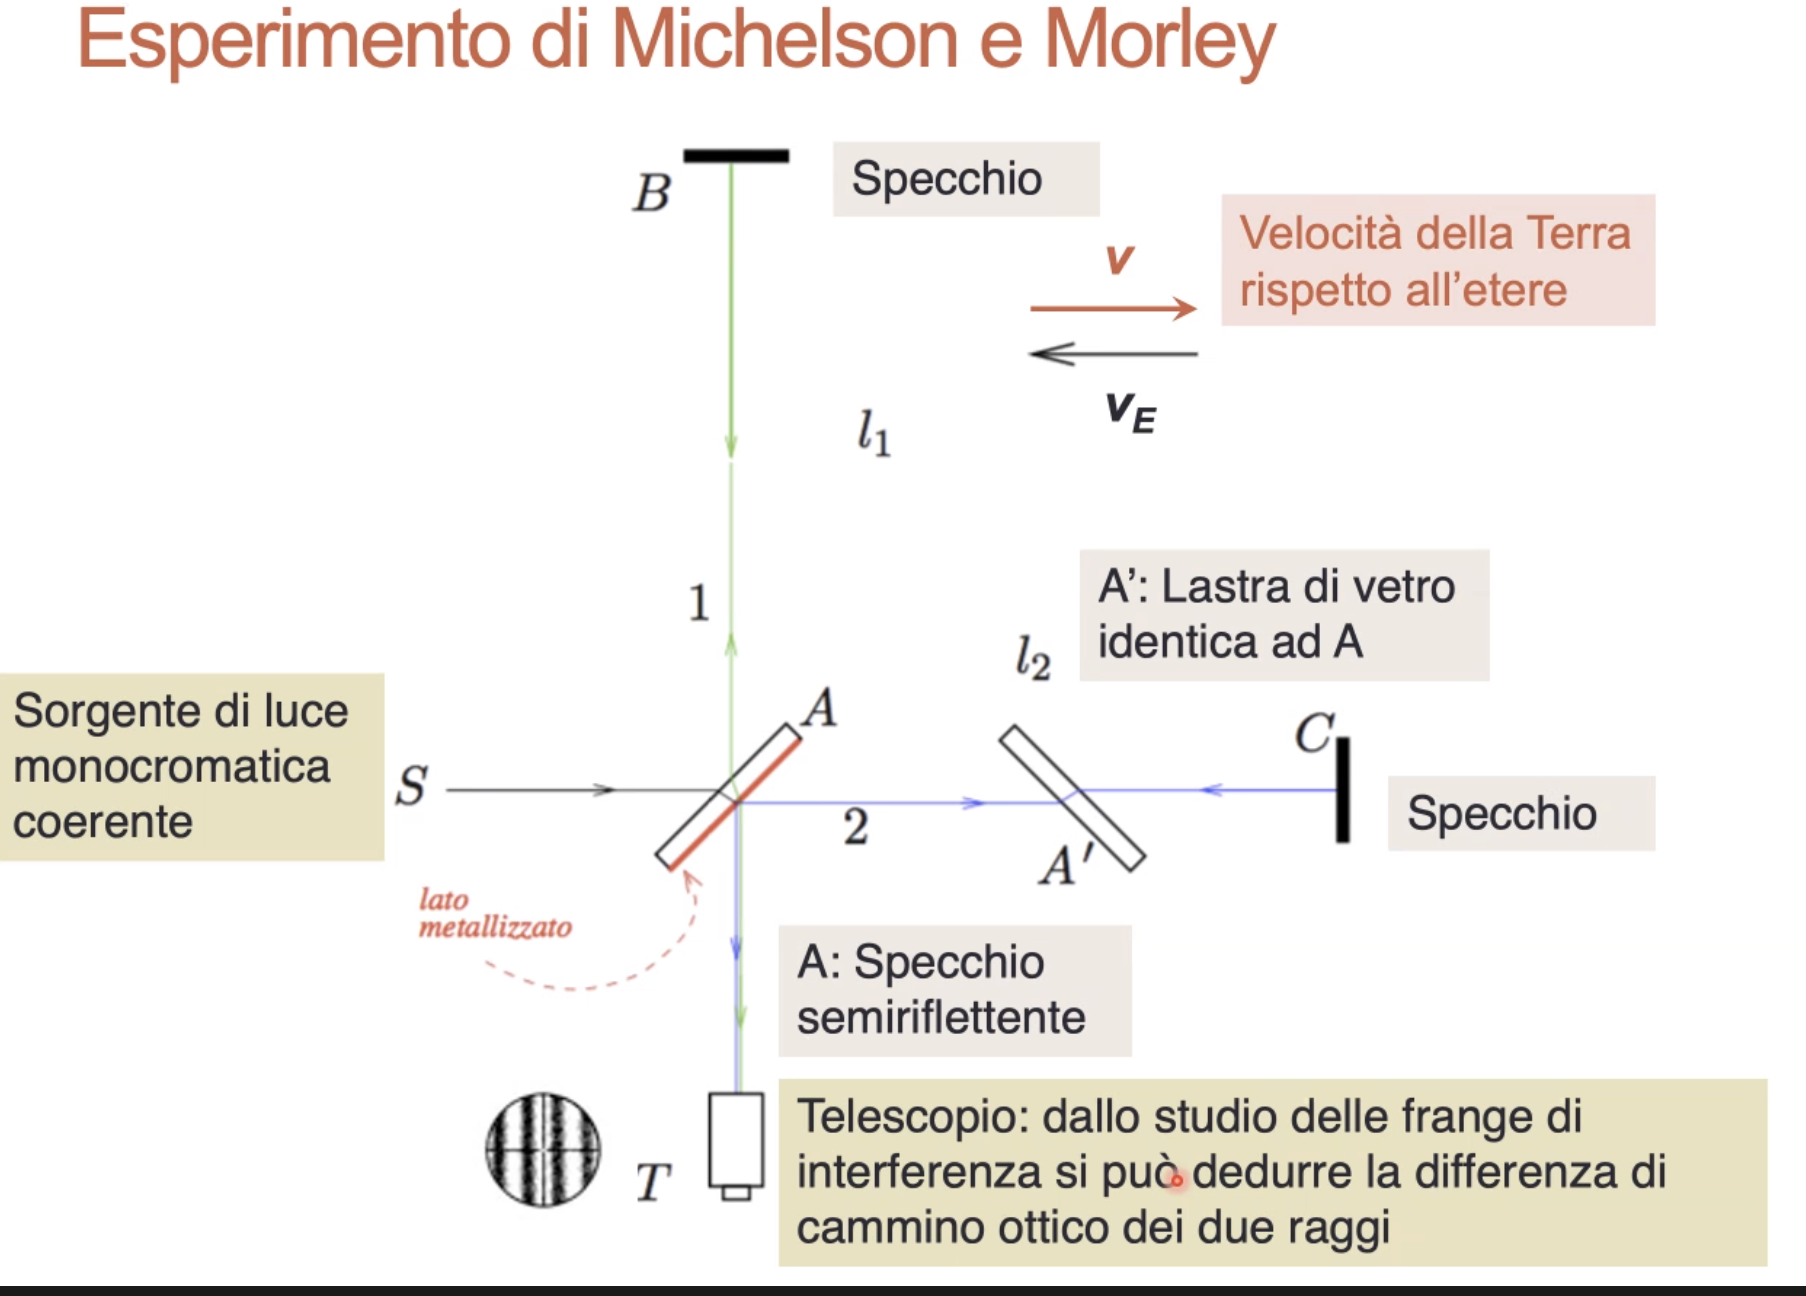 Esperimento di Michelson e Morley
B
Specchio
v
Velocità della Terra
rispetto all'etere
v_E
l₁
1
A': Lastra di vetro
identica ad A
l₂
Sorgente di luce
monocromatica
coerente
S
A
2
A′
C
Specchio
lato
metallizzato
A: Specchio
semiriflettente
T
Telescopio: dallo studio delle frange di
interferenza si può dedurre la differenza di
cammino ottico dei due raggi